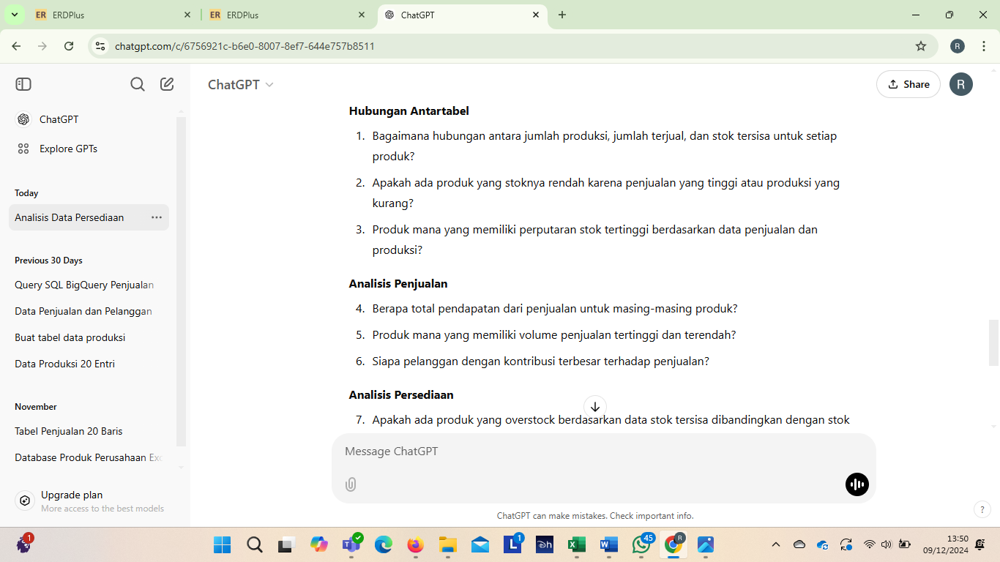 ER ERDPlus
ER ERDPlus
ChatGPT
chatgpt.com/c/6756921c-b6e0-8007-8ef7-644e757b8511
R
ChatGPT
Share
R
ChatGPT
Explore GPTs
Today
Analisis Data Persediaan
Previous 30 Days
Query SQL BigQuery Penjualan
Data Penjualan dan Pelanggan
Buat tabel data produksi
Data Produksi 20 Entri
November
Tabel Penjualan 20 Baris
Database Produk Perusahaan Exc
Upgrade plan
More access to the best models
Hubungan Antartabel
1. Bagaimana hubungan antara jumlah produksi, jumlah terjual, dan stok tersisa untuk setiap
produk?
2. Apakah ada produk yang stoknya rendah karena penjualan yang tinggi atau produksi yang
kurang?
3. Produk mana yang memiliki perputaran stok tertinggi berdasarkan data penjualan dan
produksi?
Analisis Penjualan
4. Berapa total pendapatan dari penjualan untuk masing-masing produk?
5. Produk mana yang memiliki volume penjualan tertinggi dan terendah?
6. Siapa pelanggan dengan kontribusi terbesar terhadap penjualan?
Analisis Persediaan
7. Apakah ada produk yang overstock berdasarkan data stok tersisa dibandingkan dengan stok
Message ChatGPT
ChatGPT can make mistakes. Check important info.
?
1
T
L 1
Dh
X
W
45
R
13:50
09/12/2024